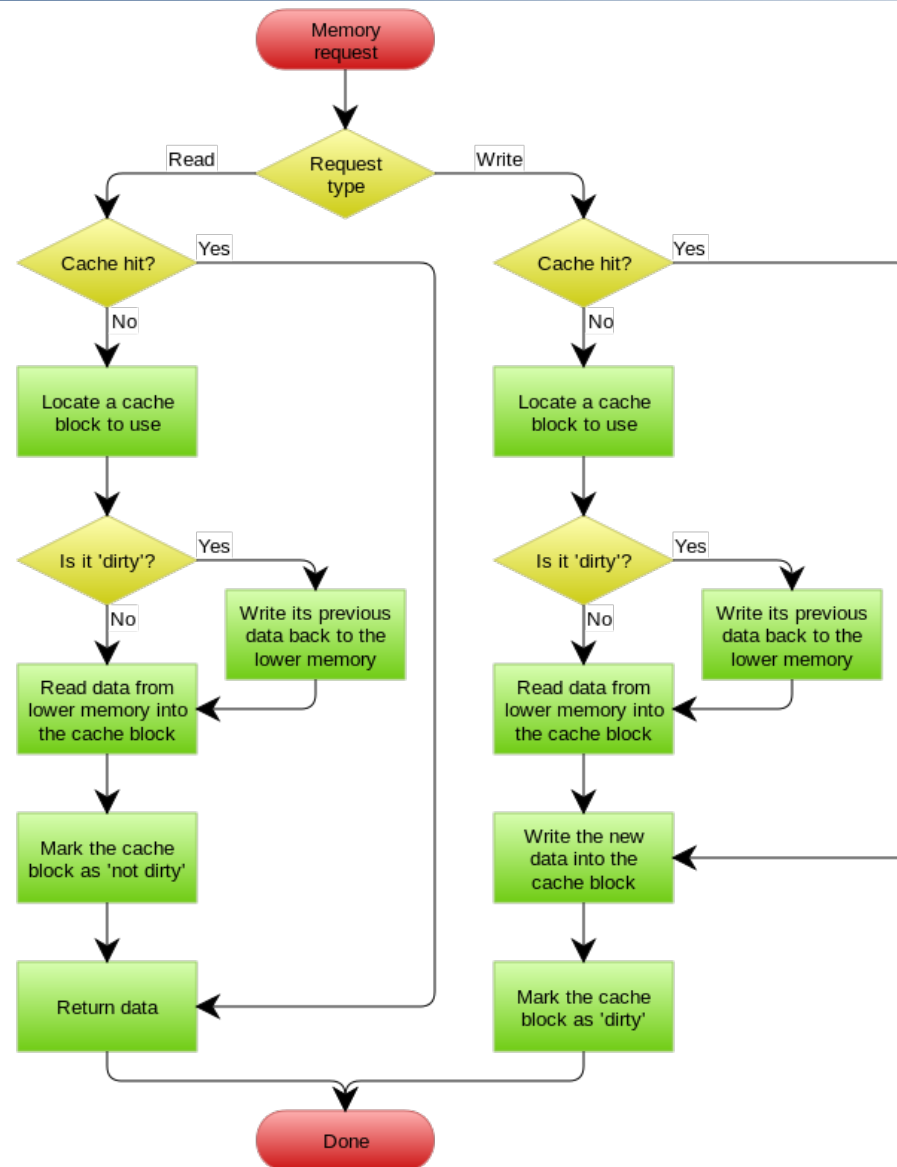 Memory
request
Request
type
Read
Write
Cache hit?
Yes
No
Locate a cache
block to use
Is it 'dirty'?
Yes
No
Write its previous
data back to the
lower memory
Read data from
lower memory into
the cache block
Mark the cache
block as 'not dirty'
Return data
Cache hit?
Yes
No
Locate a cache
block to use
Is it 'dirty'?
Yes
No
Write its previous
data back to the
lower memory
Read data from
lower memory into
the cache block
Write the new
data into the
cache block
Mark the cache
block as 'dirty'
Done